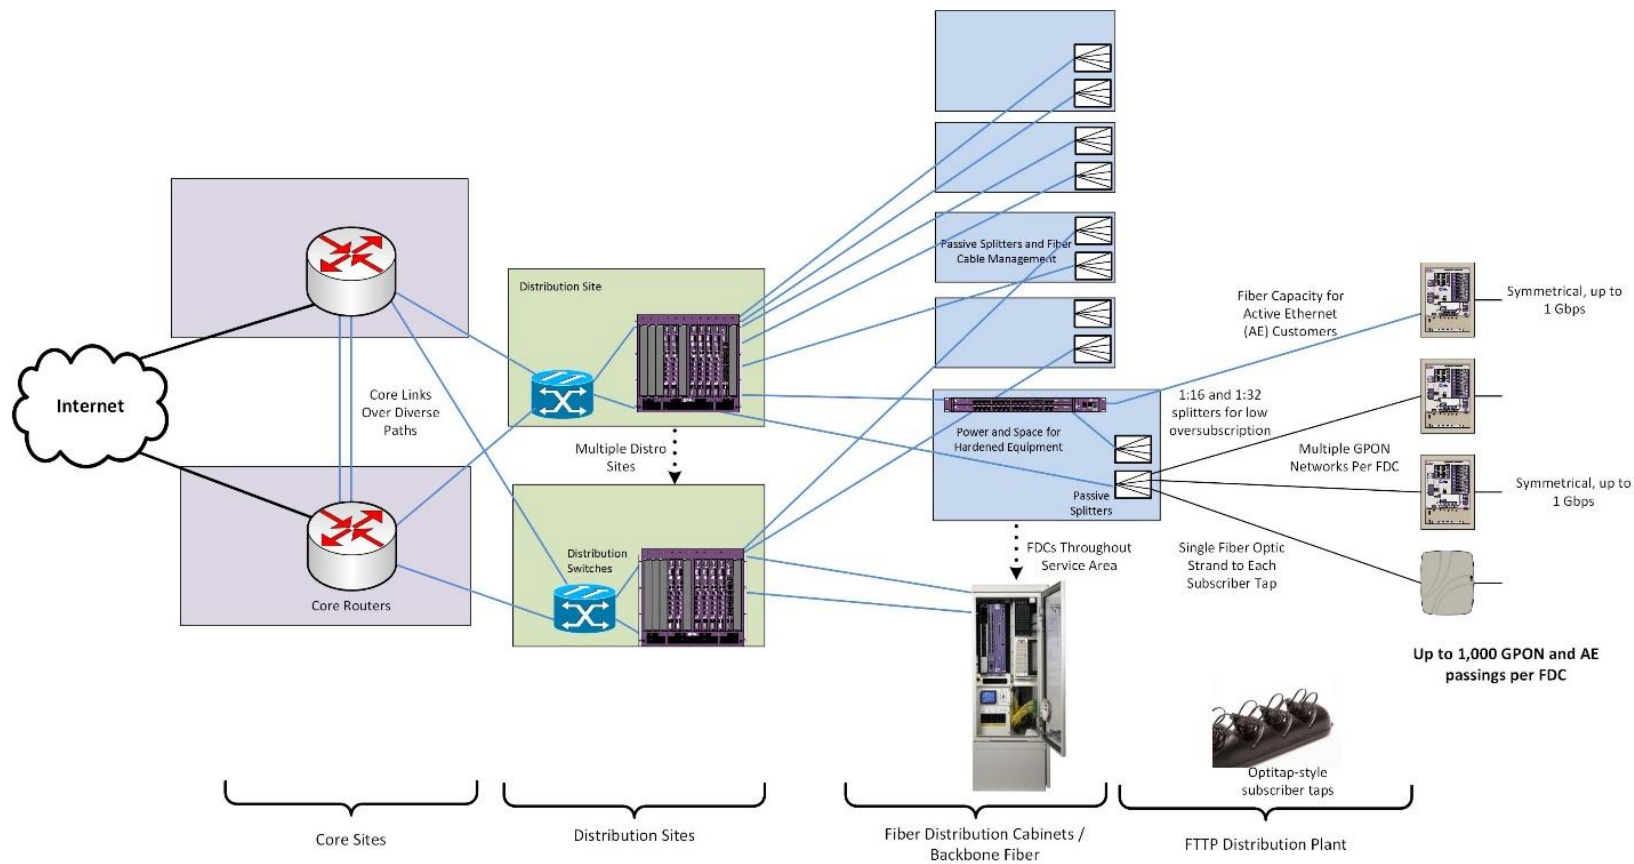 Internet
Core Links
Over Diverse
Paths
Core Routers
Distribution Site
Multiple Distro
Sites
Distribution
Switches
Passive Splitters and Fiber
Cable Management
Power and Space for
Hardened Equipment
Passive
Splitters
FDCs Throughout
Service Area
Fiber Capacity for
Active Ethernet
(AE) Customers
1:16 and 1:32
splitters for low
oversubscription
Multiple GPON
Networks Per FDC
Single Fiber Optic
Strand to Each
Subscriber Tap
Symmetrical, up to
1 Gbps
Symmetrical, up to
1 Gbps
Up to 1,000 GPON and AE
passings per FDC
Optitap-style
subscriber taps
Core Sites
Distribution Sites
Fiber Distribution Cabinets /
Backbone Fiber
FTTP Distribution Plant